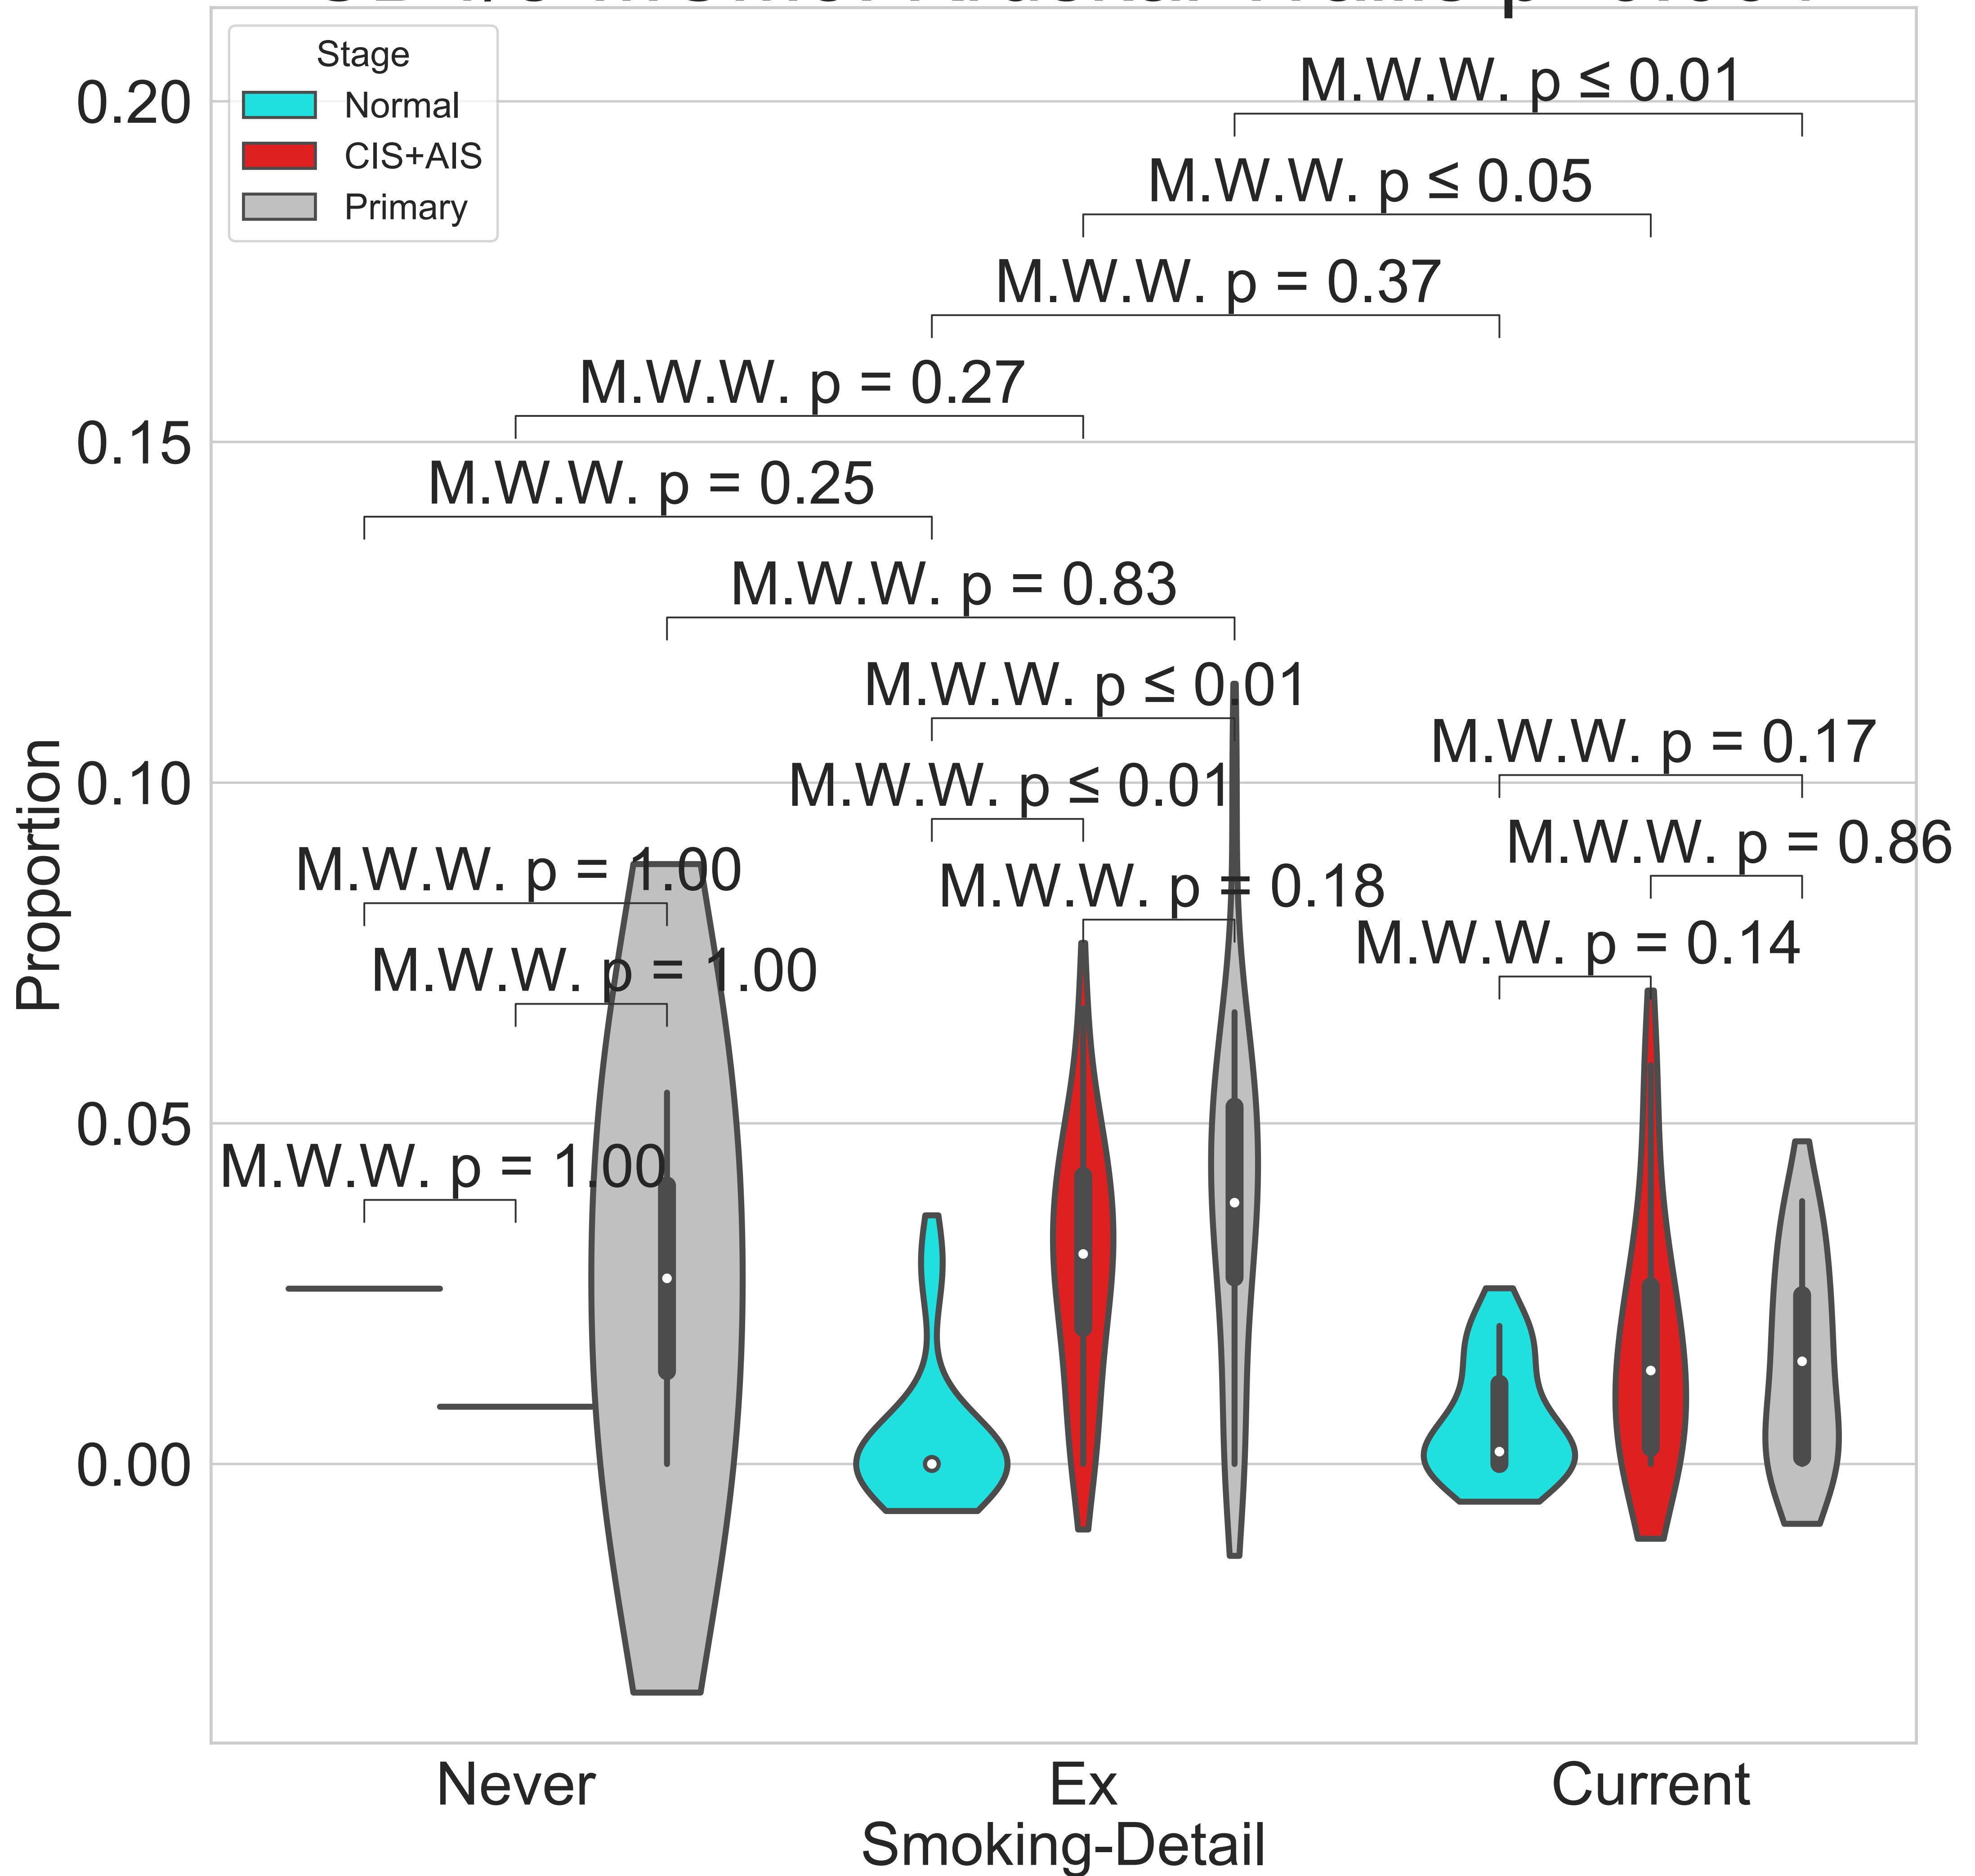 Stage
Normal
CIS+AIS
Primary
M.W.W. p ≤ 0.01
M.W.W. p ≤ 0.05
M.W.W. p = 0.37
M.W.W. p = 0.27
M.W.W. p = 0.25
M.W.W. p = 0.83
M.W.W. p ≤ 0.01
M.W.W. p = 0.17
M.W.W. p ≤ 0.01
M.W.W. p = 0.86
M.W.W. p = 1.00
M.W.W. p = 0.18
M.W.W. p = 1.00
M.W.W. p = 0.14
M.W.W. p = 1.00
0.20
0.15
0.10
0.05
0.00
Proportion
Never
Ex
Current
Smoking-Detail